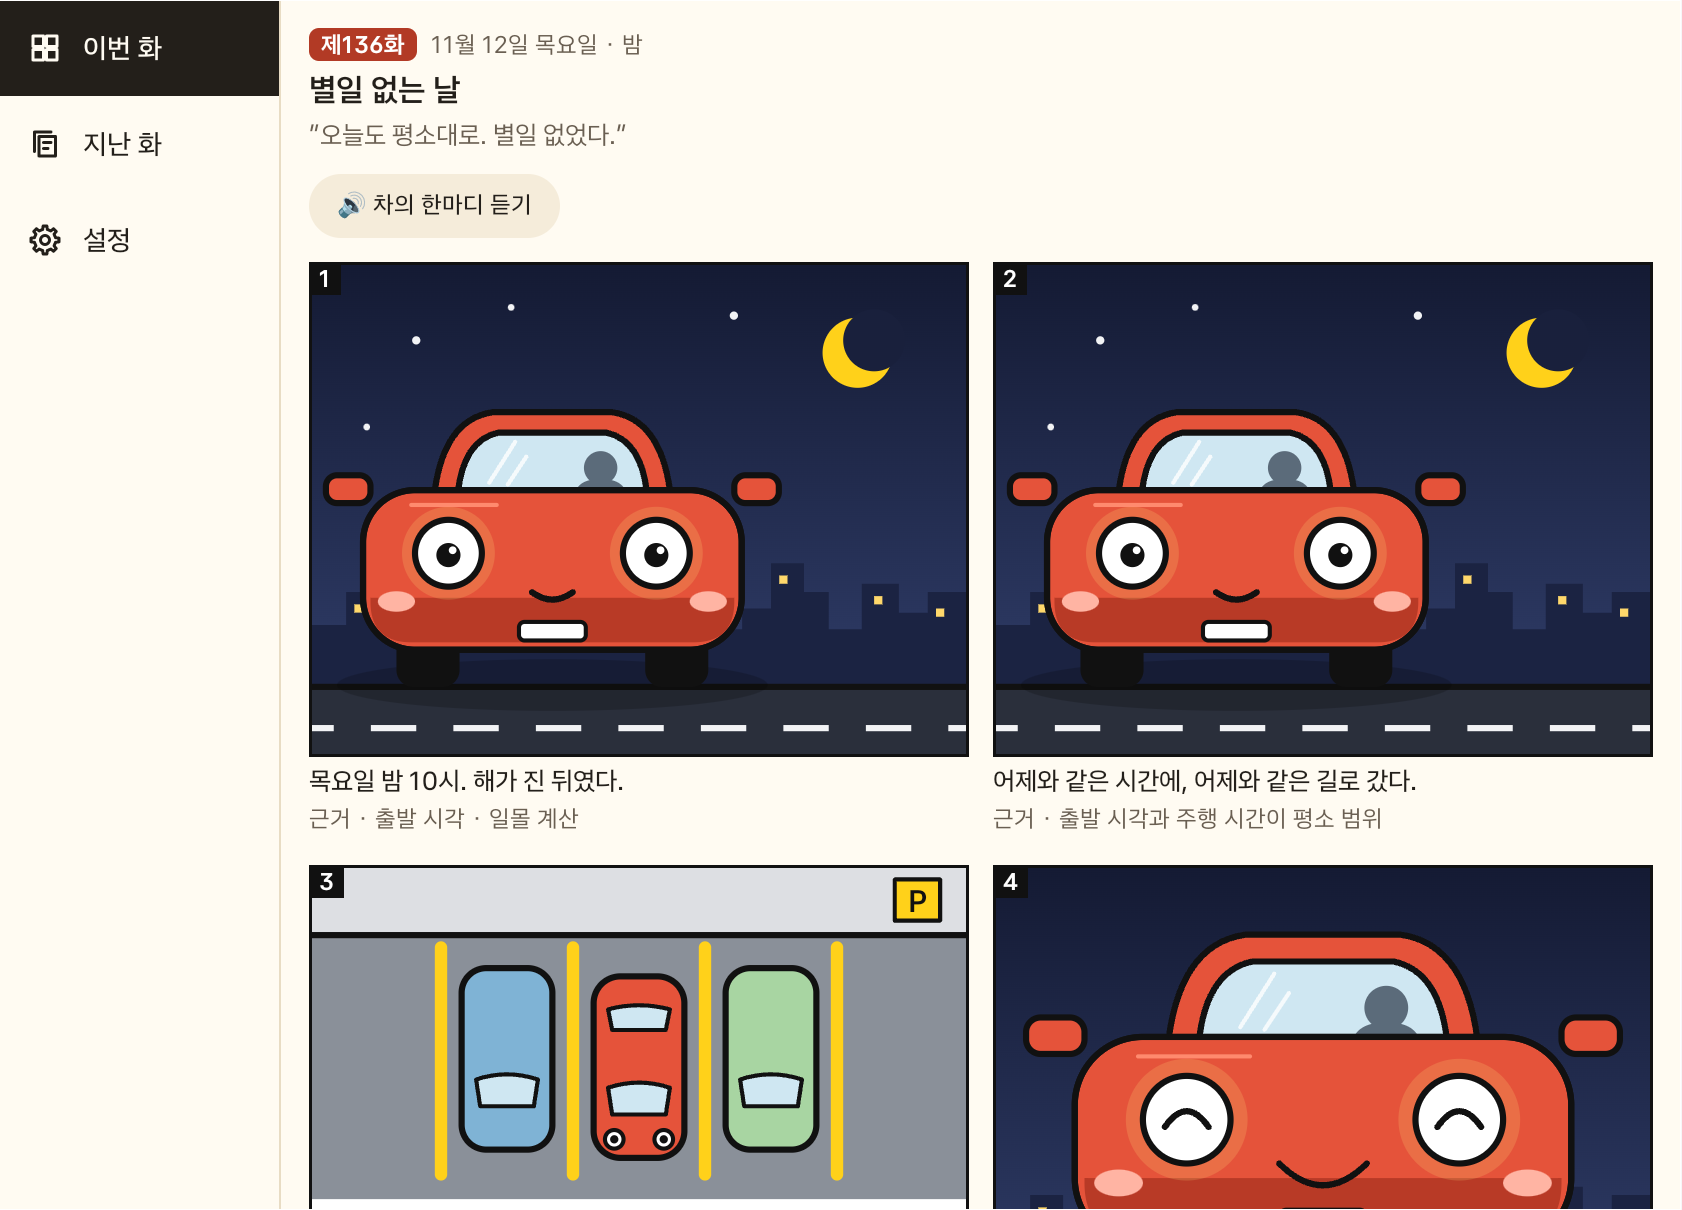 이번 화
지난 화
설정
제136화 11월 12일 목요일 · 밤
별일 없는 날
"오늘도 평소대로. 별일 없었다."
차의 한마디 듣기
1
목요일 밤 10시. 해가 진 뒤였다.
근거 · 출발 시각 · 일몰 계산
2
어제와 같은 시간에, 어제와 같은 길로 갔다.
근거 · 출발 시각과 주행 시간이 평소 범위
3
P
4